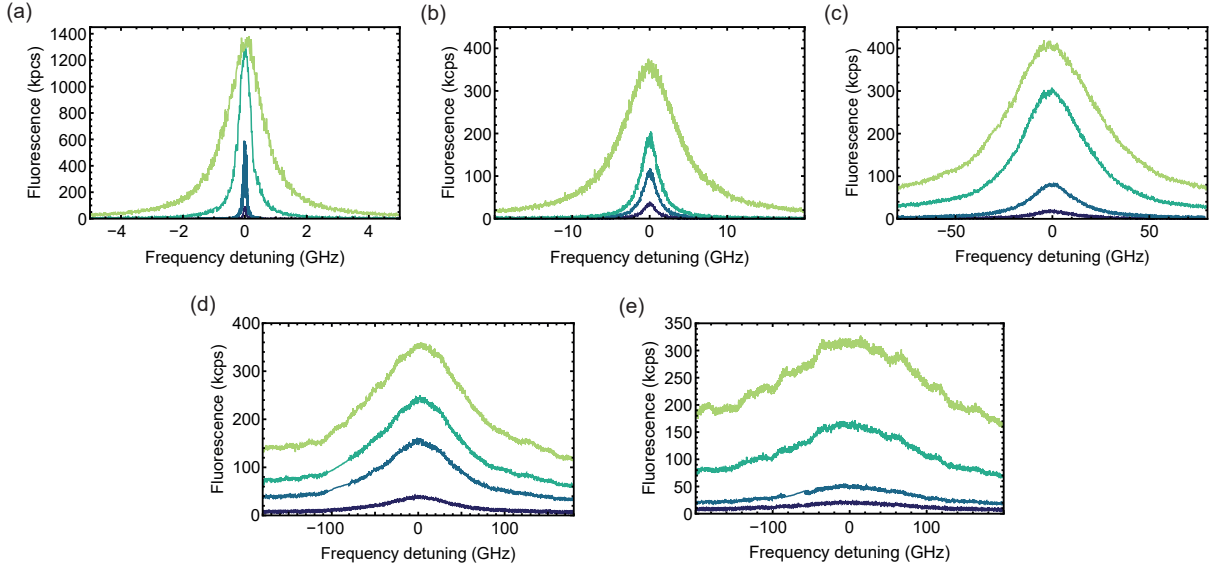 (a)
Fluorescence (kpcs)
1400
1200
1000
800
600
400
200
0
−4 −2 0 2 4
Frequency detuning (GHz)
(b)
Fluorescence (kcps)
400
300
200
100
0
−10 0 10
Frequency detuning (GHz)
(c)
Fluorescence (kcps)
400
300
200
100
0
−50 0 50
Frequency detuning (GHz)
(d)
Fluorescence (kcps)
400
300
200
100
0
−100 0 100
Frequency detuning (GHz)
(e)
Fluorescence (kcps)
350
300
250
200
150
100
50
0
−100 0 100
Frequency detuning (GHz)